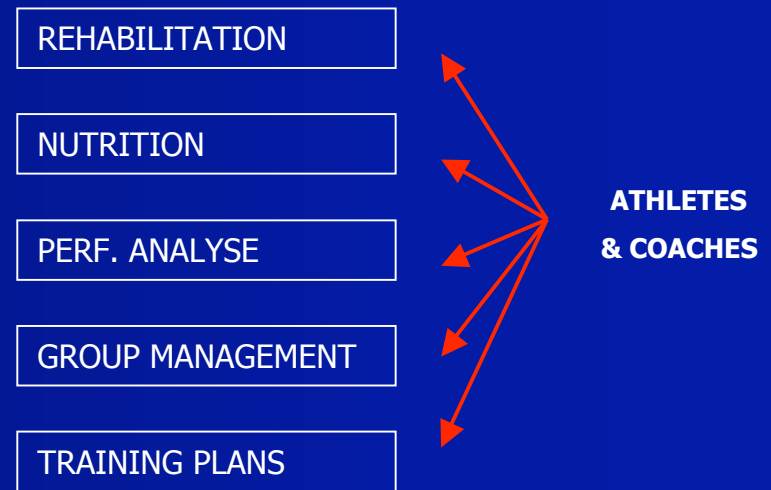 REHABILITATION
NUTRITION
PERF. ANALYSE
GROUP MANAGEMENT
TRAINING PLANS
ATHLETES
& COACHES